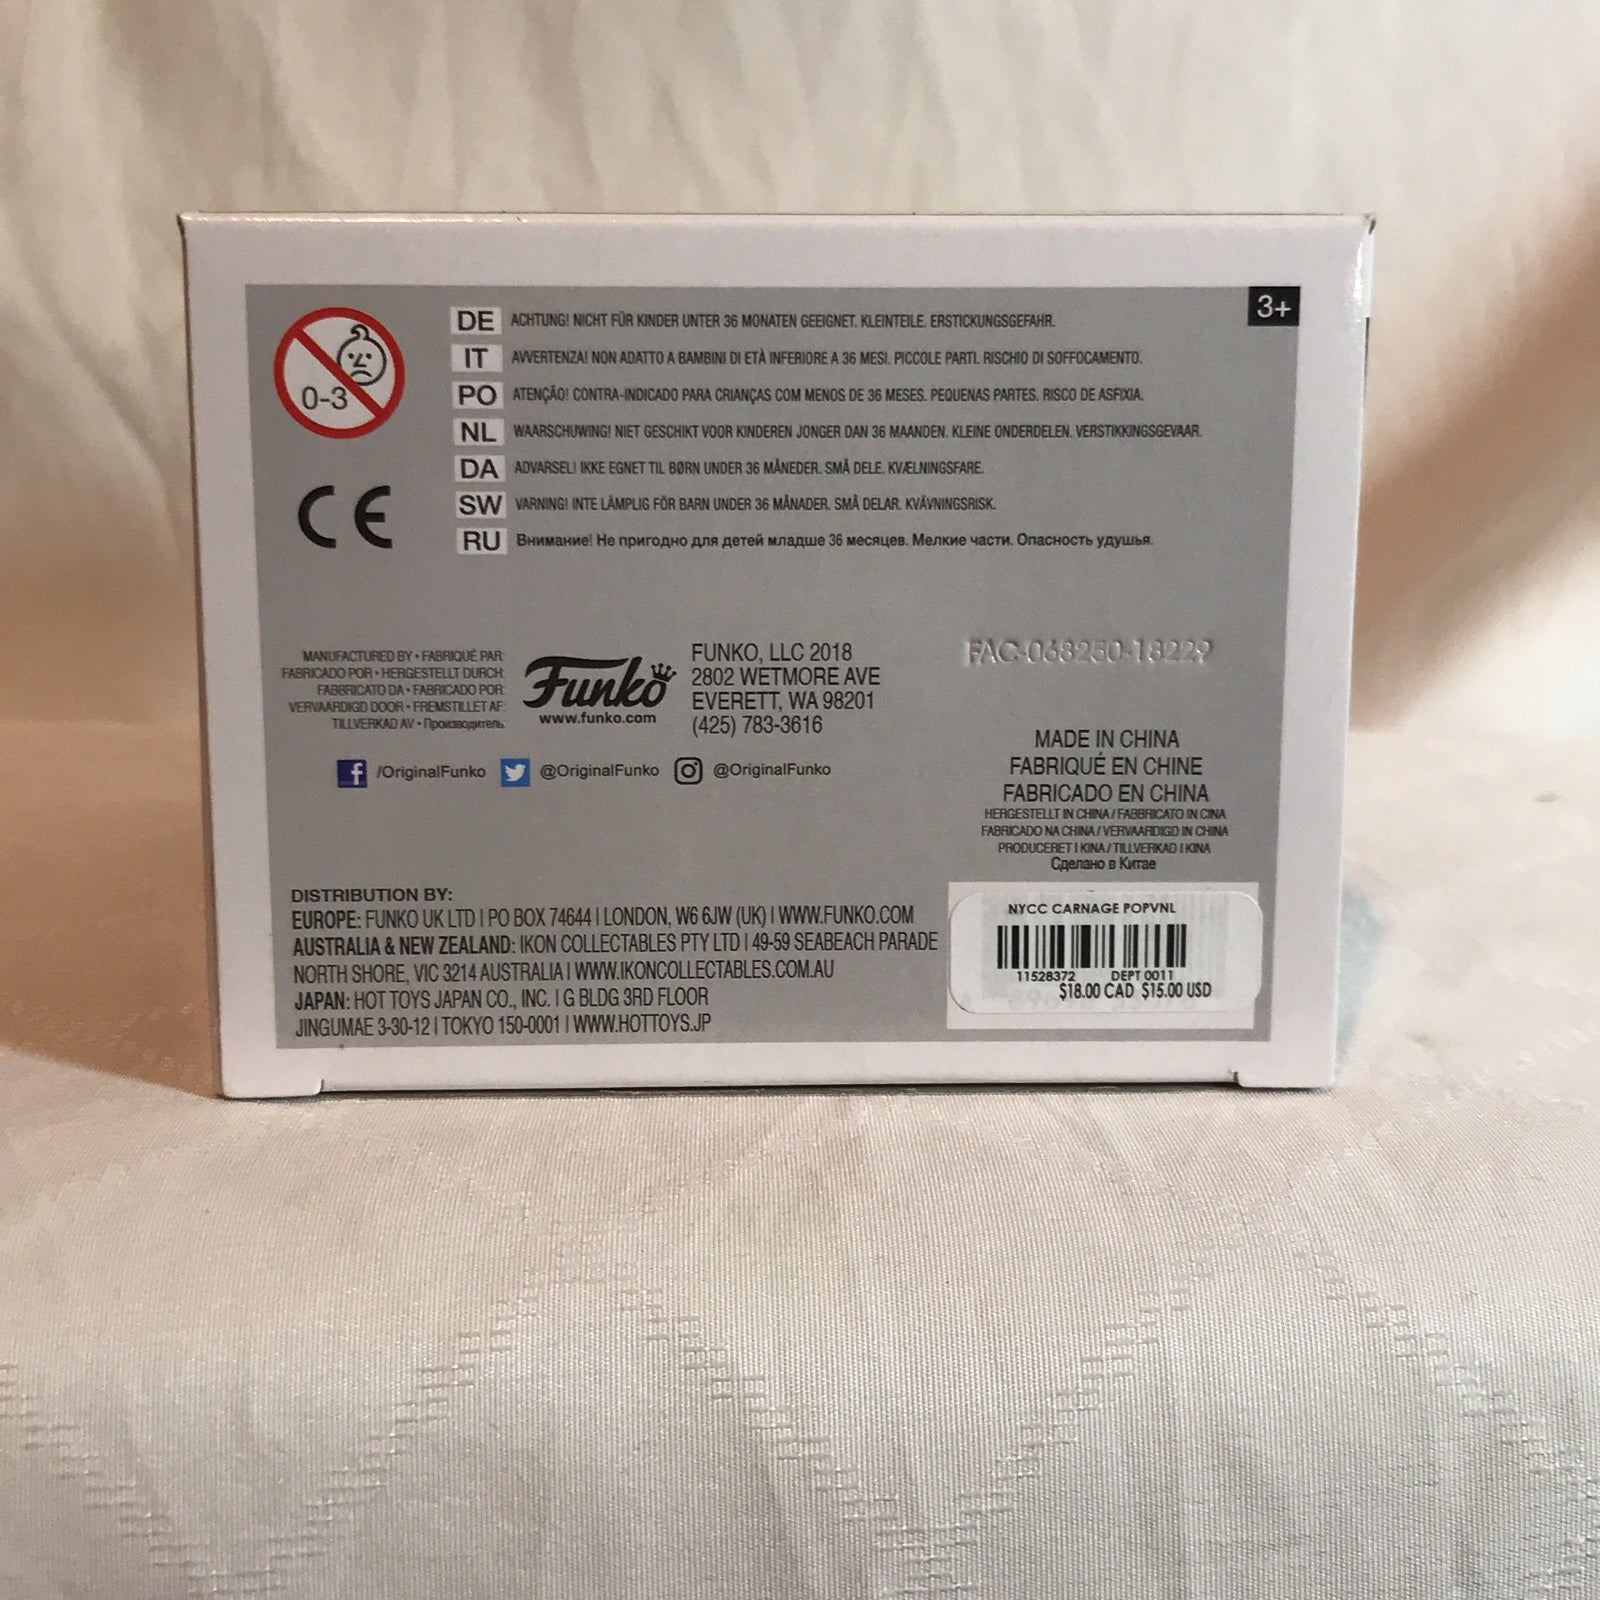 3+
0-3
DE ACHTUNG! NICHT FÜR KINDER UNTER 36 MONATEN GEEIGNET. KLEINTEILE. ERSTICKUNGSGEFAHR.
IT AVVERTENZA! NON ADATTO A BAMBINI DI ETÀ INFERIORE A 36 MESI. PICCOLE PARTI. RISCHIO DI SOFFOCAMENTO.
PO ATENÇÃO! CONTRA-INDICADO PARA CRIANÇAS COM MENOS DE 36 MESES. PEQUENAS PARTES. RISCO DE ASFIXIA.
NL WAARSCHUWING! NIET GESCHIKT VOOR KINDEREN JONGER DAN 36 MAANDEN. KLEINE ONDERDELEN. VERSTIKKINGSGEVAAR.
DA ADVARSEL! IKKE EGNET TIL BØRN UNDER 36 MÅNEDER. SMÅ DELE. KVÆLNINGSFARE.
SW VARNING! INTE LÄMPLIG FÖR BARN UNDER 36 MÅNADER. SMÅ DELAR. KVÄVNINGSRISK.
RU Внимание! Не пригодно для детей младше 36 месяцев. Мелкие части. Опасность удушья.
CE
MANUFACTURED BY • FABRIQUÉ PAR:
FABRICADO POR • HERGESTELLT DURCH:
FABBRICATO DA • FABRICADO POR:
VERVAARDIGD DOOR • FREMSTILLET AF:
TILLVERKAD AV • Производитель:
Funko
www.funko.com
FUNKO, LLC 2018
2802 WETMORE AVE
EVERETT, WA 98201
(425) 783-3616
FAC-068250-18229
/OriginalFunko @OriginalFunko @OriginalFunko
MADE IN CHINA
FABRIQUÉ EN CHINE
FABRICADO EN CHINA
HERGESTELLT IN CHINA / FABBRICATO IN CINA
FABRICADO NA CHINA / VERVAARDIGD IN CHINA
PRODUCERET I KINA / TILLVERKAD I KINA
Сделано в Китае
DISTRIBUTION BY:
EUROPE: FUNKO UK LTD | PO BOX 74644 | LONDON, W6 6JW (UK) | WWW.FUNKO.COM
AUSTRALIA & NEW ZEALAND: IKON COLLECTABLES PTY LTD | 49-59 SEABEACH PARADE
NORTH SHORE, VIC 3214 AUSTRALIA | WWW.IKONCOLLECTABLES.COM.AU
JAPAN: HOT TOYS JAPAN CO., INC. | G BLDG 3RD FLOOR
JINGUMAE 3-30-12 | TOKYO 150-0001 | WWW.HOTTOYS.JP
NYCC CARNAGE POPVNL
11528372 DEPT 0011
$18.00 CAD $15.00 USD